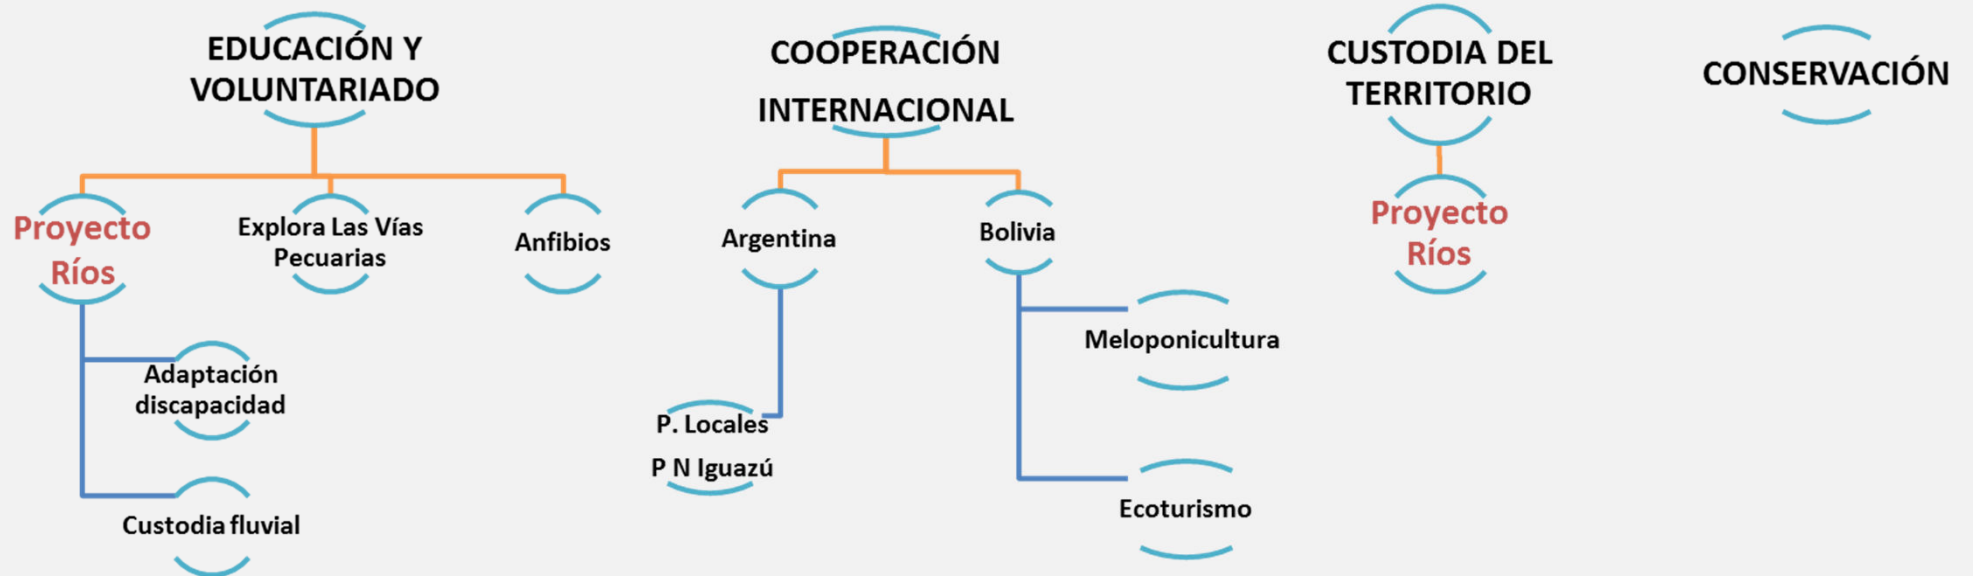 EDUCACIÓN Y
VOLUNTARIADO
COOPERACIÓN
INTERNACIONAL
CUSTODIA DEL
TERRITORIO
CONSERVACIÓN
Proyecto
Ríos
Explora Las Vías
Pecuarias
Anfibios
Argentina
Bolivia
Proyecto
Ríos
Adaptación
discapacidad
Custodia fluvial
P. Locales
P N Iguazú
Meloponicultura
Ecoturismo